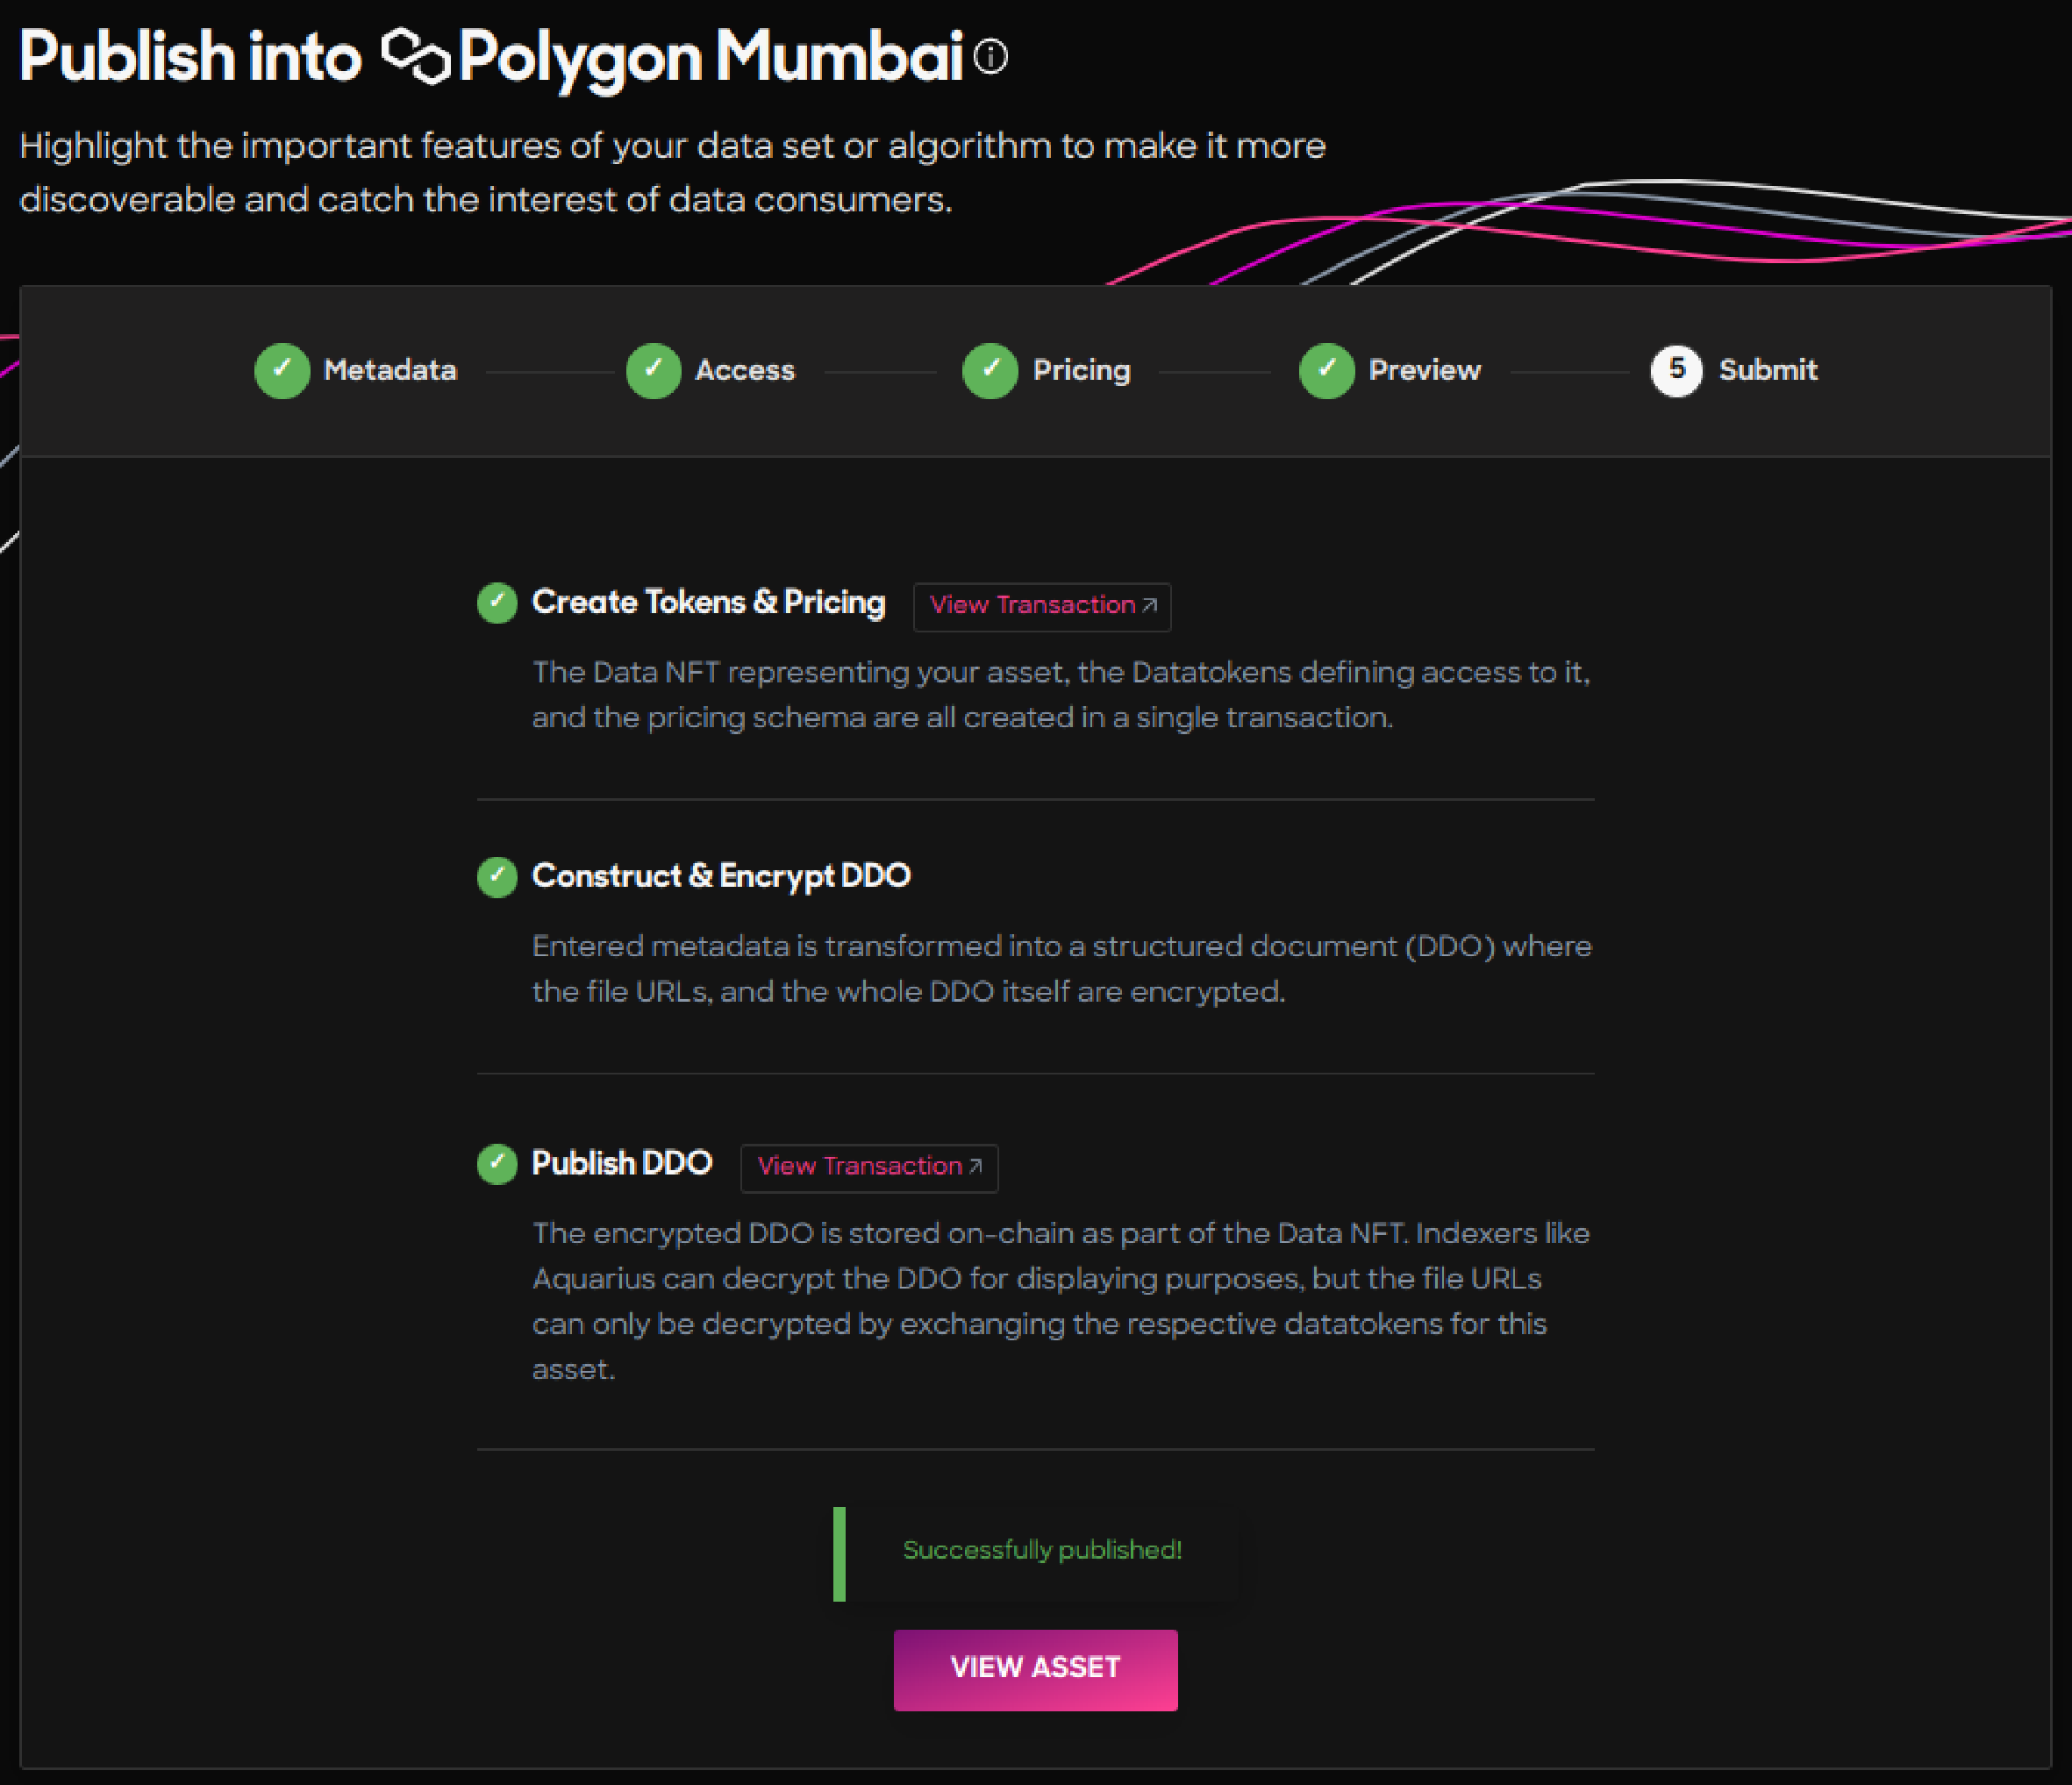 Publish into Polygon Mumbai
Highlight the important features of your data set or algorithm to make it more
discoverable and catch the interest of data consumers.
✓ Metadata ✓ Access ✓ Pricing ✓ Preview 5 Submit
✓ Create Tokens & Pricing View Transaction ↗
The Data NFT representing your asset, the Datatokens defining access to it,
and the pricing schema are all created in a single transaction.
✓ Construct & Encrypt DDO
Entered metadata is transformed into a structured document (DDO) where
the file URLs, and the whole DDO itself are encrypted.
✓ Publish DDO View Transaction ↗
The encrypted DDO is stored on-chain as part of the Data NFT. Indexers like
Aquarius can decrypt the DDO for displaying purposes, but the file URLs
can only be decrypted by exchanging the respective datatokens for this
asset.
Successfully published!
VIEW ASSET